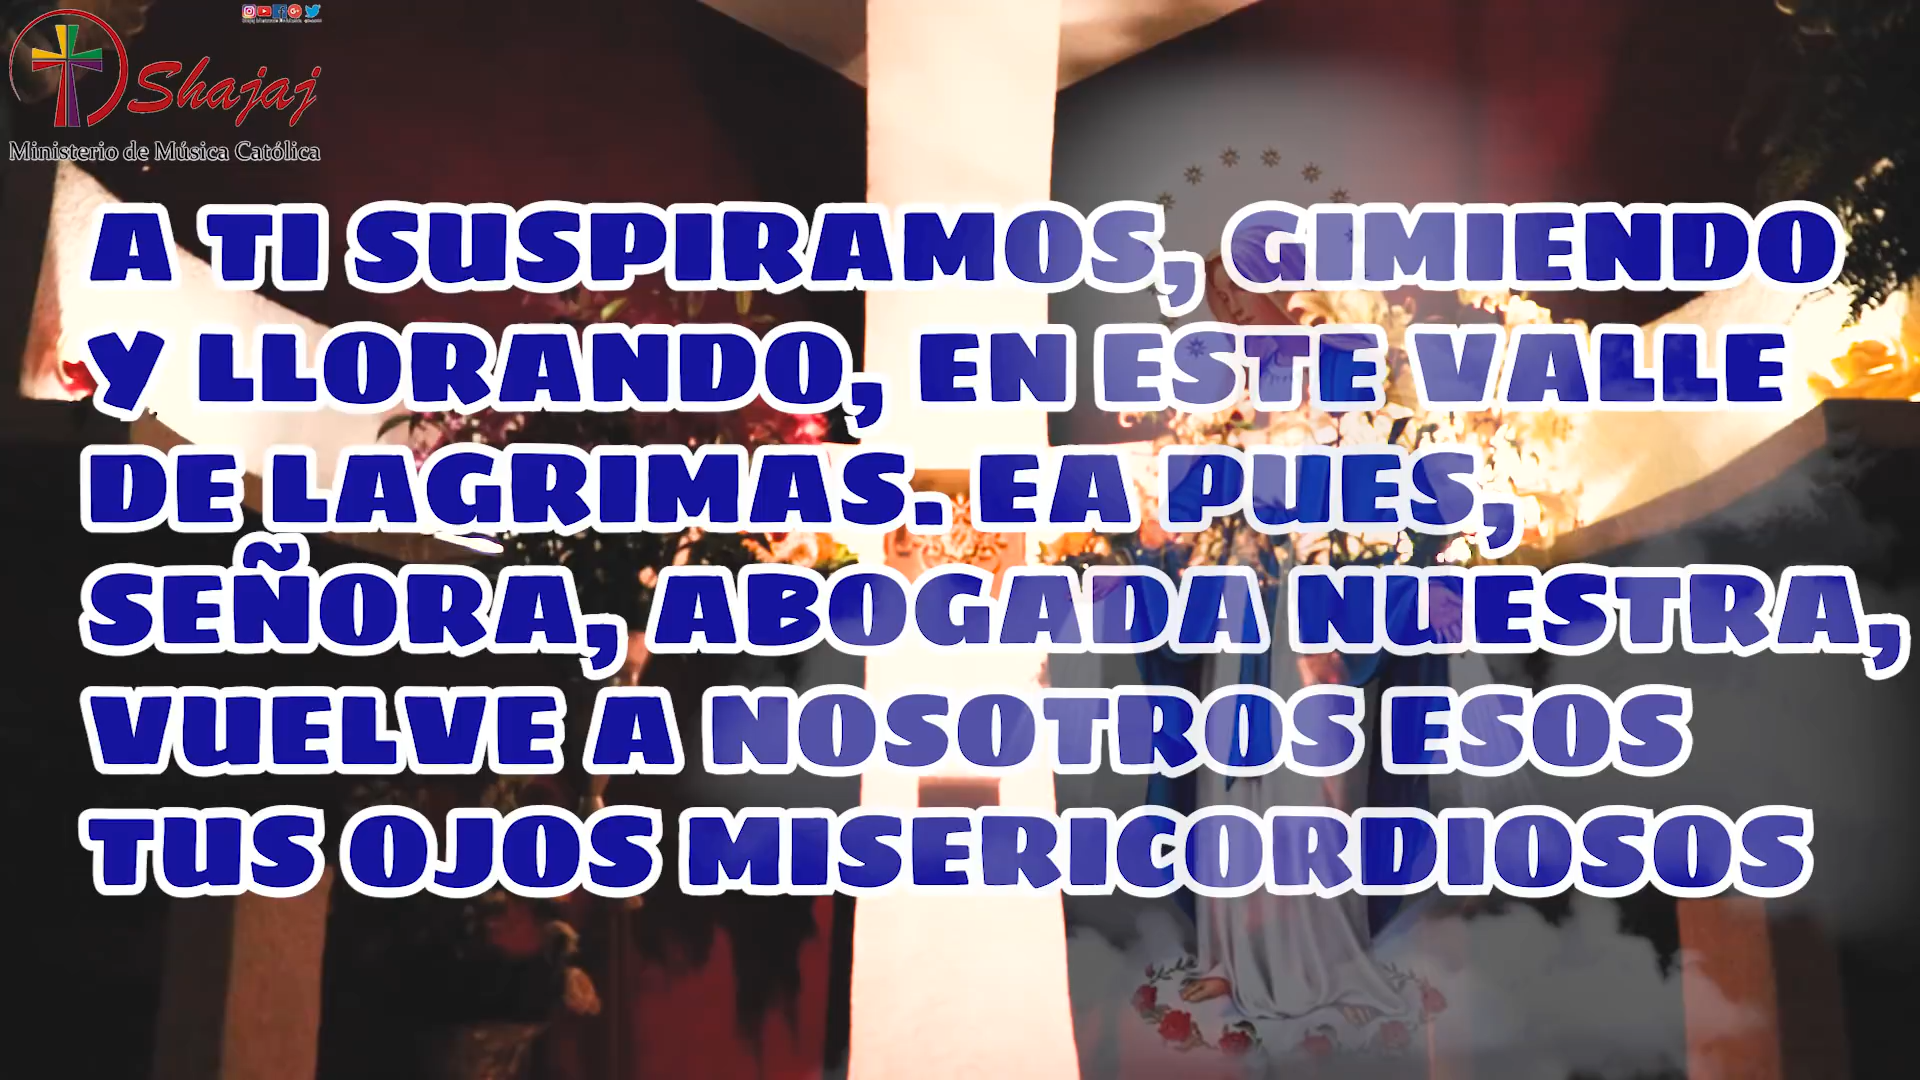 Shajaj
Ministerio de Música Católica
A TI SUSPIRAMOS, GIMIENDO
Y LLORANDO, EN ESTE VALLE
DE LAGRIMAS. EA PUES,
SEÑORA, ABOGADA NUESTRA,
VUELVE A NOSOTROS ESOS
TUS OJOS MISERICORDIOSOS